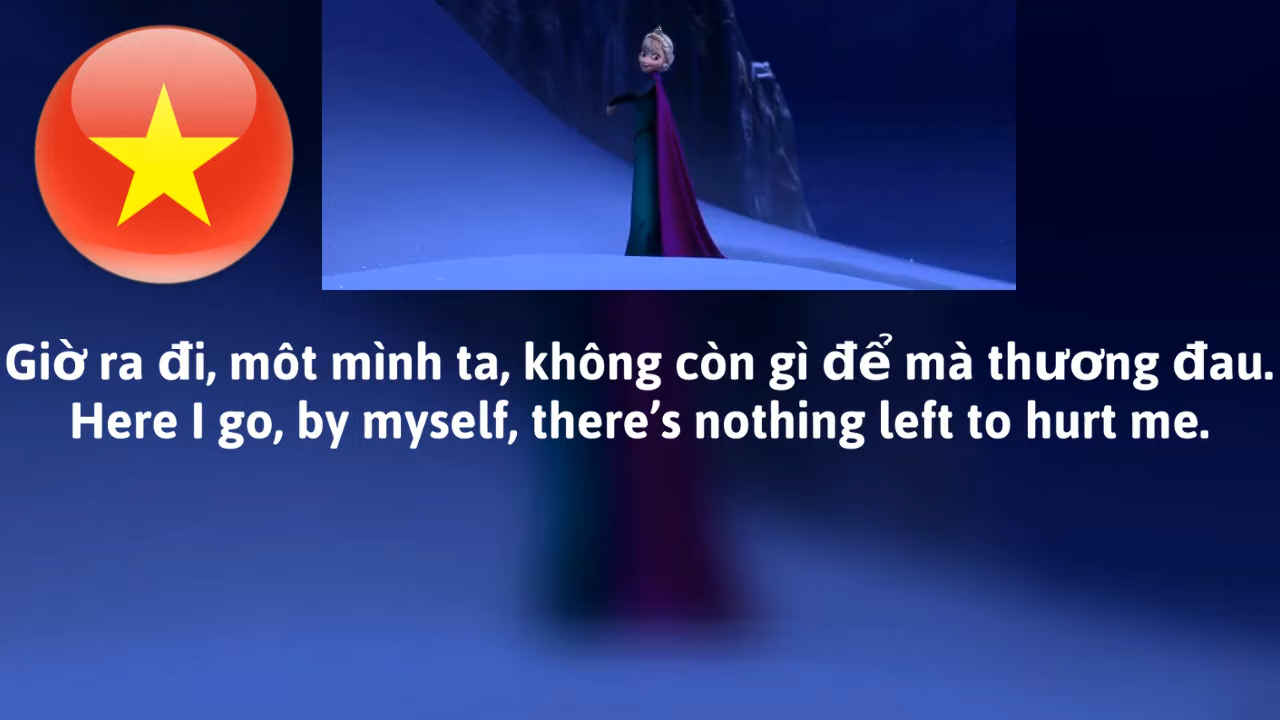 Giờ ra đi, môt mình ta, không còn gì để mà thương đau.
Here I go, by myself, there’s nothing left to hurt me.